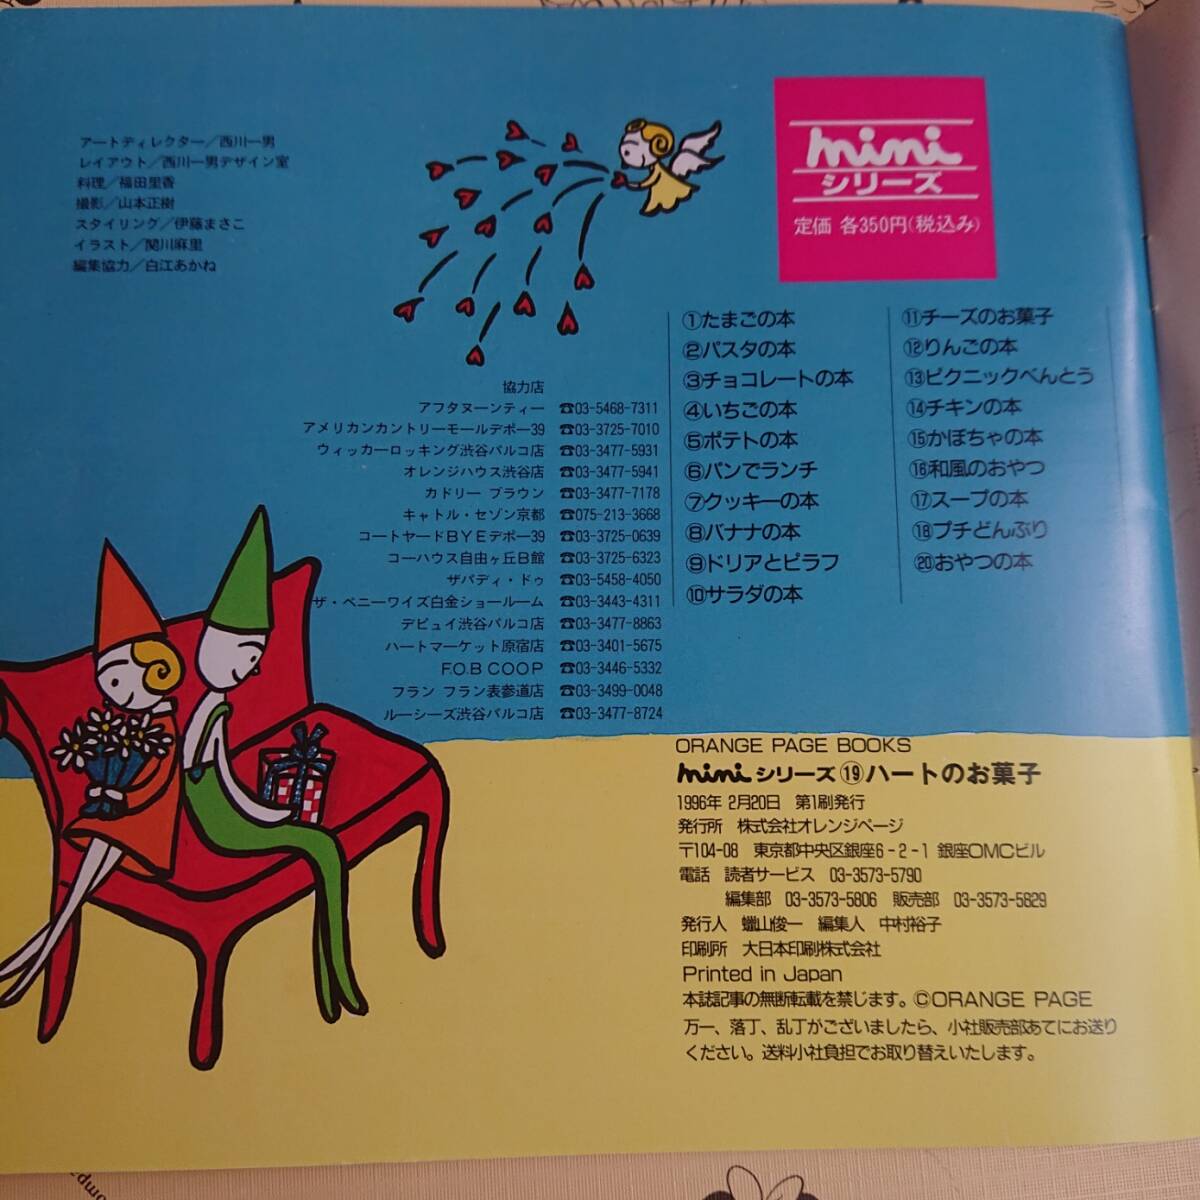 アートディレクター／西川一男
レイアウト／西川一男デザイン室
料理／福田里香
撮影／山本正樹
スタイリング／伊藤まさこ
イラスト／関川麻里
編集協力／白江あかね
mini
シリーズ
定価 各350円(税込み)
①たまごの本
②パスタの本
③チョコレートの本
④いちごの本
⑤ポテトの本
⑥パンでランチ
⑦クッキーの本
⑧バナナの本
⑨ドリアとピラフ
⑩サラダの本
⑪チーズのお菓子
⑫りんごの本
⑬ピクニックべんとう
⑭チキンの本
⑮かぼちゃの本
⑯和風のおやつ
⑰スープの本
⑱プチどんぶり
⑳おやつの本
協力店
アフタヌーンティー ☎03-5468-7311
アメリカンカントリーモールデポー39 ☎03-3725-7010
ウィッカーロッキング渋谷パルコ店 ☎03-3477-5931
オレンジハウス渋谷店 ☎03-3477-5941
カドリー ブラウン ☎03-3477-7178
キャトル・セゾン京都 ☎075-213-3668
コートヤードBYEデポー39 ☎03-3725-0639
コーハウス自由ヶ丘B館 ☎03-3725-6323
ザバディ・ドゥ ☎03-5458-4050
ザ・ペニーワイズ白金ショールーム ☎03-3443-4311
デビュイ渋谷パルコ店 ☎03-3477-8863
ハートマーケット原宿店 ☎03-3401-5675
F.O.B COOP ☎03-3446-5332
フラン フラン表参道店 ☎03-3499-0048
ルーシーズ渋谷パルコ店 ☎03-3477-8724
ORANGE PAGE BOOKS
mini シリーズ⑲ハートのお菓子
1996年 2月20日 第1刷発行
発行所 株式会社オレンジページ
〒104-08 東京都中央区銀座6-2-1 銀座OMCビル
電話 読者サービス 03-3573-5790
編集部 03-3573-5806 販売部 03-3573-5829
発行人 蠟山俊一 編集人 中村裕子
印刷所 大日本印刷株式会社
Printed in Japan
本誌記事の無断転載を禁じます。©ORANGE PAGE
万一、落丁、乱丁がございましたら、小社販売部あてにお送り
ください。送料小社負担でお取り替えいたします。